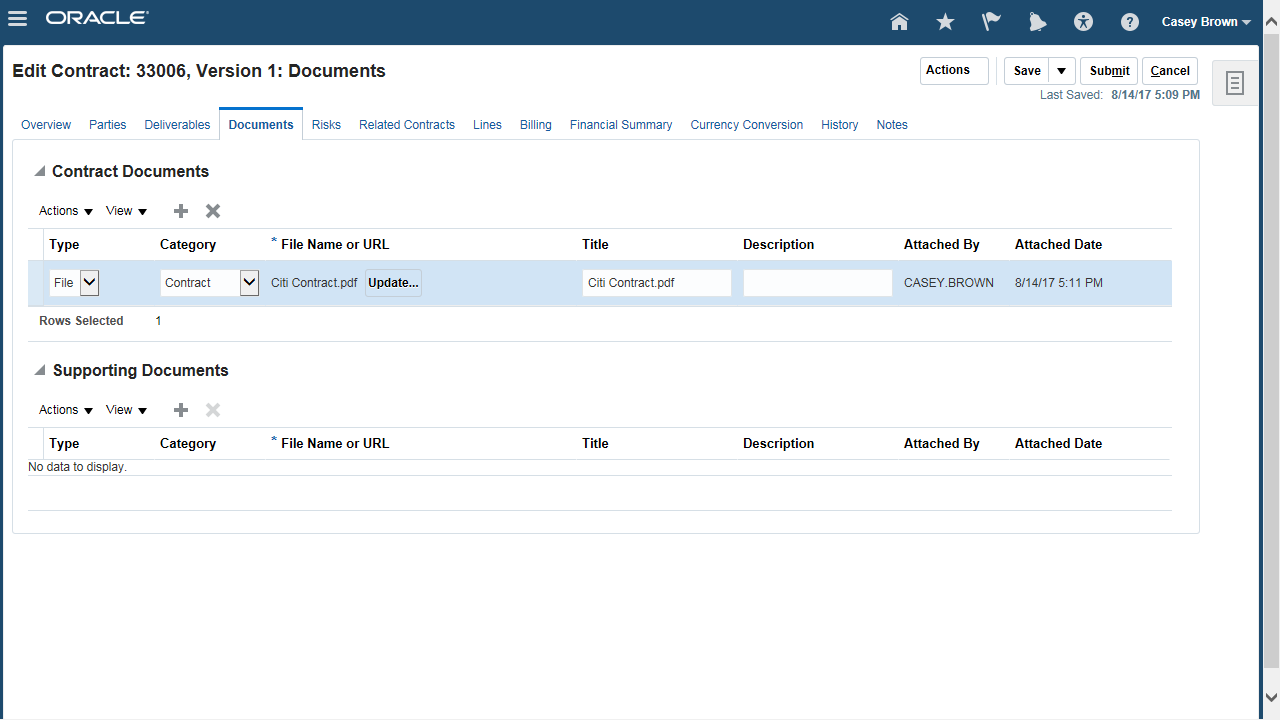 ORACLE
Casey Brown
Edit Contract: 33006, Version 1: Documents
Actions Save Submit Cancel
Last Saved: 8/14/17 5:09 PM
Overview Parties Deliverables Documents Risks Related Contracts Lines Billing Financial Summary Currency Conversion History Notes
Contract Documents
Actions View
Type Category * File Name or URL Title Description Attached By Attached Date
File Contract Citi Contract.pdf Update... Citi Contract.pdf CASEY.BROWN 8/14/17 5:11 PM
Rows Selected 1
Supporting Documents
Actions View
Type Category * File Name or URL Title Description Attached By Attached Date
No data to display.